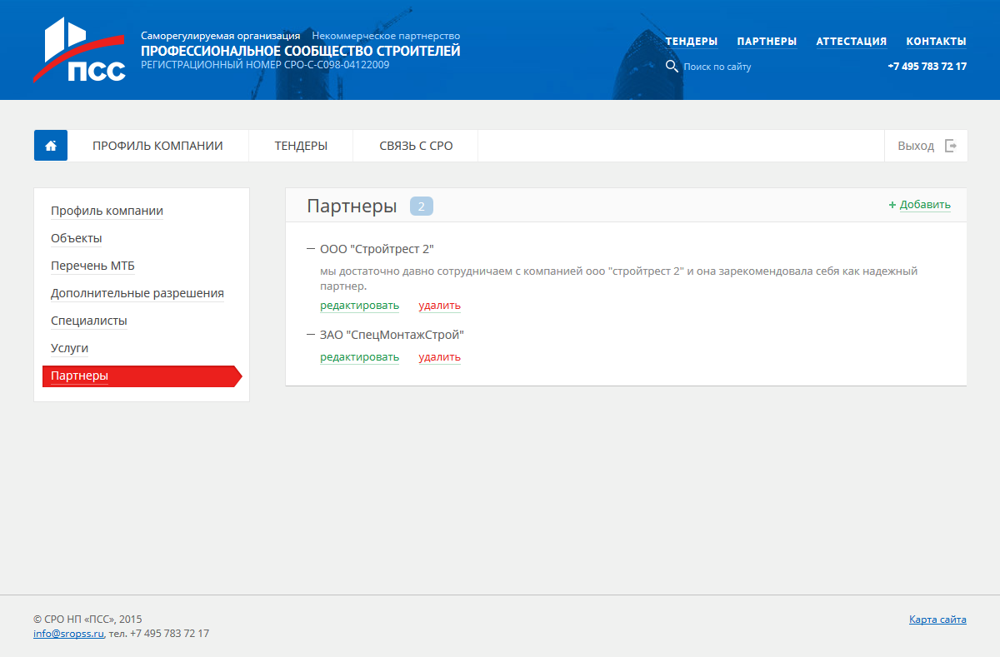 ПСС
Саморегулируемая организация Некоммерческое партнерство
ПРОФЕССИОНАЛЬНОЕ СООБЩЕСТВО СТРОИТЕЛЕЙ
РЕГИСТРАЦИОННЫЙ НОМЕР СРО-С-С098-04122009
ТЕНДЕРЫ ПАРТНЕРЫ АТТЕСТАЦИЯ КОНТАКТЫ
Поиск по сайту +7 495 783 72 17
ПРОФИЛЬ КОМПАНИИ ТЕНДЕРЫ СВЯЗЬ С СРО Выход
Профиль компании
Объекты
Перечень МТБ
Дополнительные разрешения
Специалисты
Услуги
Партнеры
Партнеры 2 + Добавить
— ООО "Стройтрест 2"
мы достаточно давно сотрудничаем с компанией ооо "стройтрест 2" и она зарекомендовала себя как надежный
партнер.
редактировать удалить
— ЗАО "СпецМонтажСтрой"
редактировать удалить
© СРО НП «ПСС», 2015
info@sropss.ru, тел. +7 495 783 72 17
Карта сайта